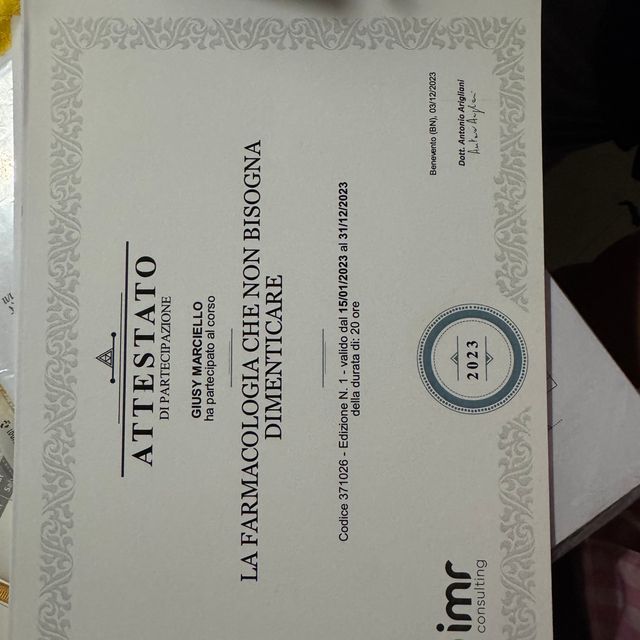 ATTESTATO
DI PARTECIPAZIONE
GIUSY MARCIELLO
ha partecipato al corso
LA FARMACOLOGIA CHE NON BISOGNA
DIMENTICARE
Codice 371026 - Edizione N. 1 - valido dal 15/01/2023 al 31/12/2023
della durata di: 20 ore
imr
consulting
2023
Benevento (BN), 03/12/2023
Dott. Antonio Arigliani